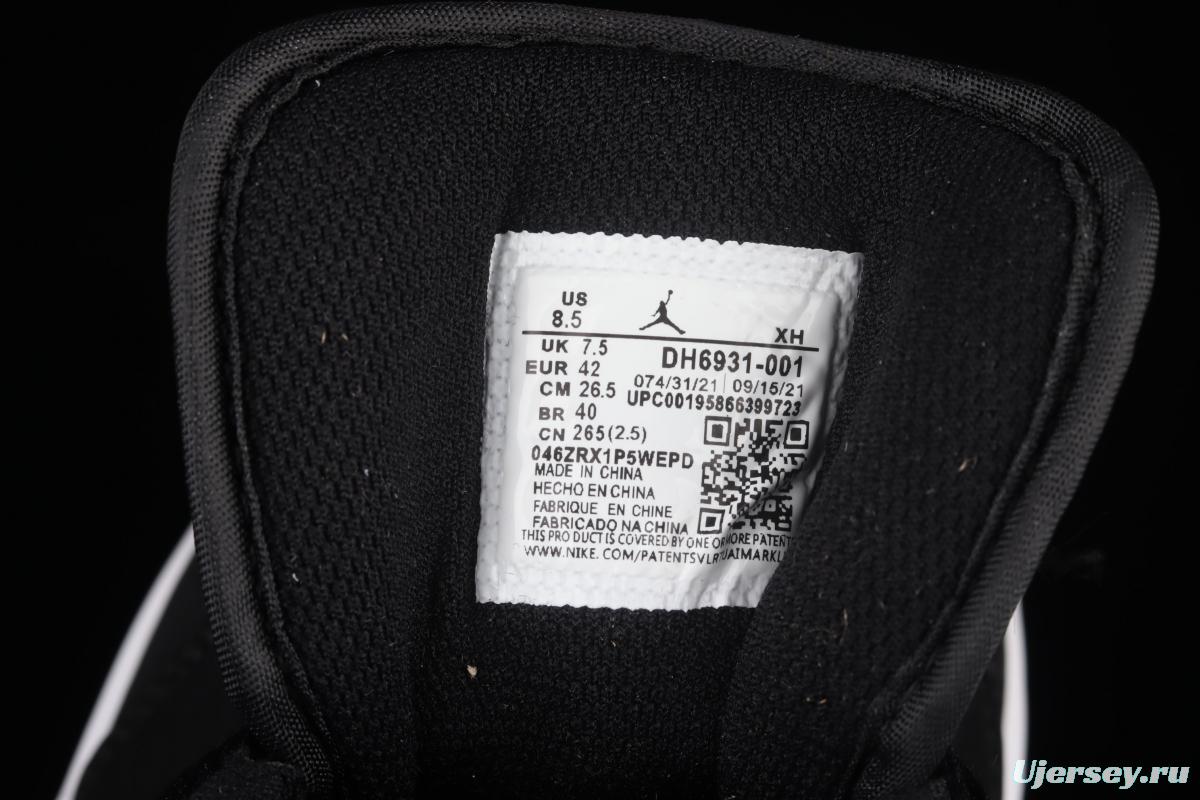 US
8.5
XH
UK 7.5
DH6931-001
EUR 42
074/31/21 09/15/21
CM 26.5
UPC00195866399723
BR 40
CN 265(2.5)
046ZRX1P5WEPD
MADE IN CHINA
HECHO EN CHINA
FABRIQUE EN CHINE
FABRICADO NA CHINA
THIS PRO DUCT IS COVERED BY ONE OR MORE PATENTS
WWW.NIKE.COM/PATENTSVLRTUAIMARKL
Ujersey.ru